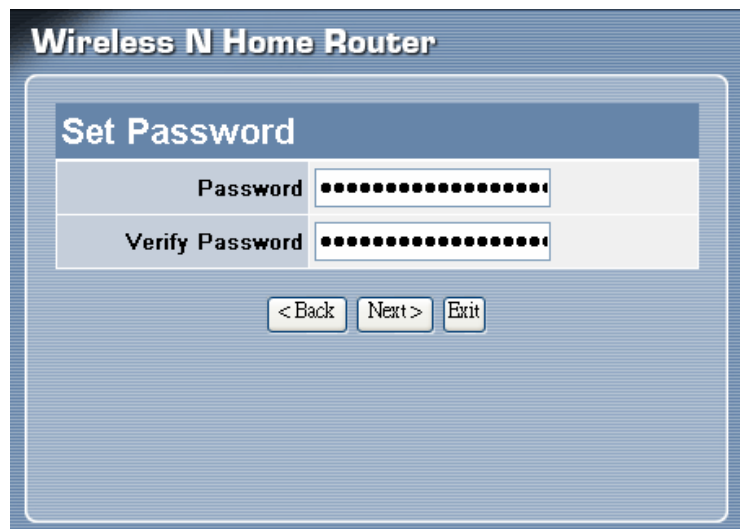 Wireless N Home Router
Set Password
Password ••••••••••••••••••
Verify Password ••••••••••••••••••
< Back Next > Exit